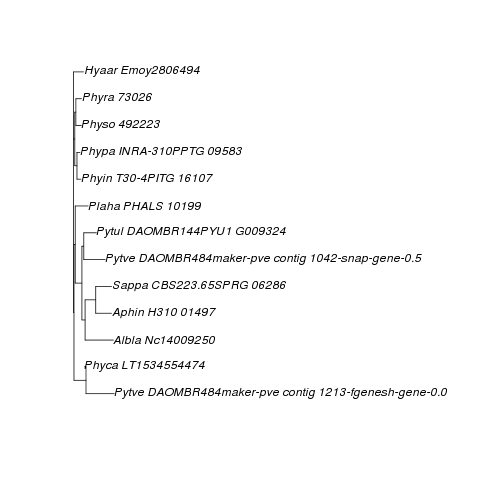 Hyaar Emoy2806494
Phyra 73026
Physo 492223
Phypa INRA-310PPTG 09583
Phyin T30-4PITG 16107
Plaha PHALS 10199
Pytul DAOMBR144PYU1 G009324
Pytve DAOMBR484maker-pve contig 1042-snap-gene-0.5
Sappa CBS223.65SPRG 06286
Aphin H310 01497
Albla Nc14009250
Phyca LT1534554474
Pytve DAOMBR484maker-pve contig 1213-fgenesh-gene-0.0